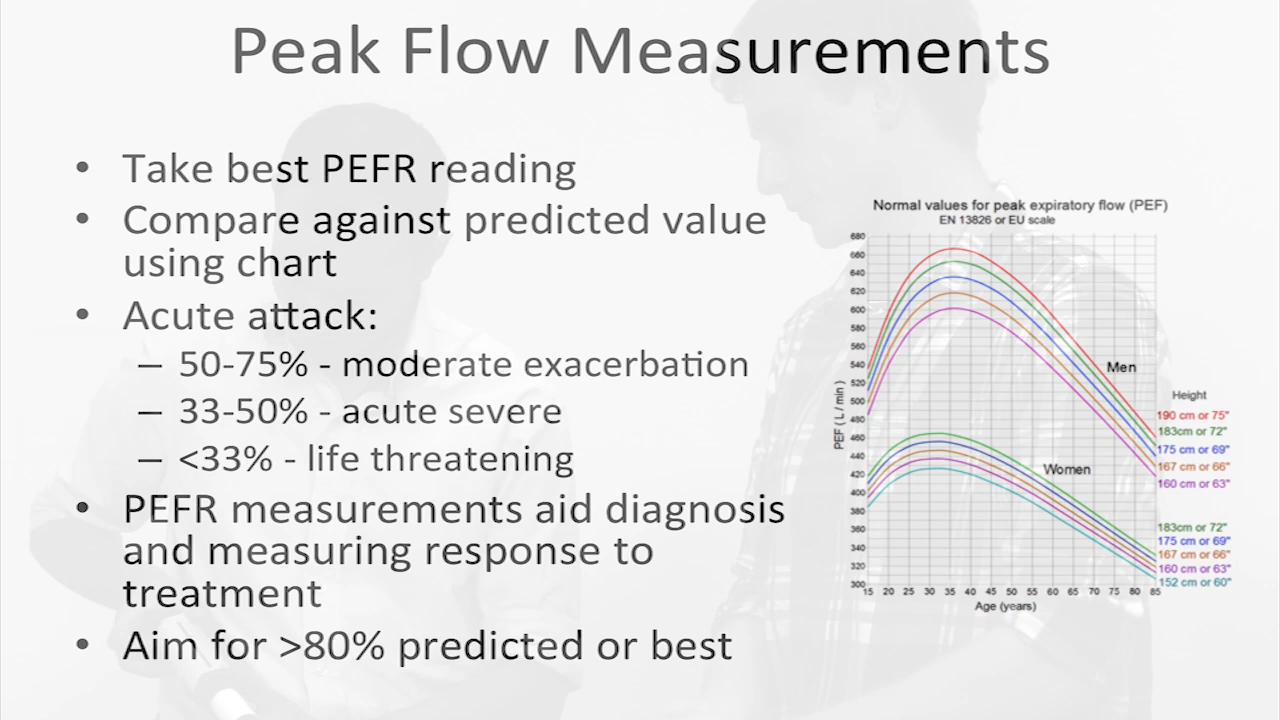 Peak Flow Measurements
• Take best PEFR reading
• Compare against predicted value
using chart
• Acute attack:
– 50-75% - moderate exacerbation
– 33-50% - acute severe
– <33% - life threatening
• PEFR measurements aid diagnosis
and measuring response to
treatment
• Aim for >80% predicted or best
Normal values for peak expiratory flow (PEF)
EN 13826 or EU scale
PEF ( L / min )
680
660
640
620
600
580
560
540
520
500
480
460
440
420
400
380
360
340
320
300
Men
Women
Height
190 cm or 75"
183cm or 72"
175 cm or 69"
167 cm or 66"
160 cm or 63"
183cm or 72"
175 cm or 69"
167 cm or 66"
160 cm or 63"
152 cm or 60"
15 20 25 30 35 40 45 50 55 60 65 70 75 80 85
Age (years)